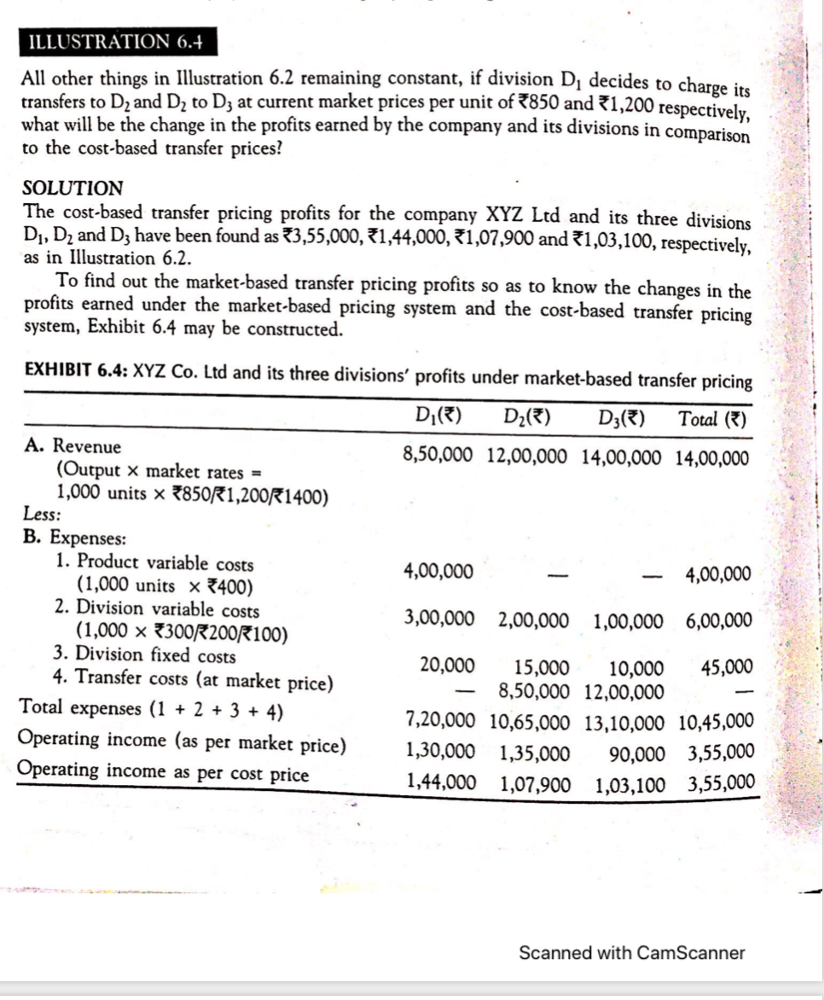 ILLUSTRATION 6.4
All other things in Illustration 6.2 remaining constant, if division D₁ decides to charge its
transfers to D₂ and D₂ to D₃ at current market prices per unit of ₹850 and ₹1,200 respectively,
what will be the change in the profits earned by the company and its divisions in comparison
to the cost-based transfer prices?
SOLUTION
The cost-based transfer pricing profits for the company XYZ Ltd and its three divisions
D₁, D₂ and D₃ have been found as ₹3,55,000, ₹1,44,000, ₹1,07,900 and ₹1,03,100, respectively,
as in Illustration 6.2.
To find out the market-based transfer pricing profits so as to know the changes in the
profits earned under the market-based pricing system and the cost-based transfer pricing
system, Exhibit 6.4 may be constructed.
EXHIBIT 6.4: XYZ Co. Ltd and its three divisions' profits under market-based transfer pricing
D₁(₹) D₂(₹) D₃(₹) Total (₹)
A. Revenue 8,50,000 12,00,000 14,00,000 14,00,000
(Output × market rates =
1,000 units × ₹850/₹1,200/₹1400)
Less:
B. Expenses:
1. Product variable costs 4,00,000 — — 4,00,000
(1,000 units × ₹400)
2. Division variable costs 3,00,000 2,00,000 1,00,000 6,00,000
(1,000 × ₹300/₹200/₹100)
3. Division fixed costs 20,000 15,000 10,000 45,000
4. Transfer costs (at market price) — 8,50,000 12,00,000 —
Total expenses (1 + 2 + 3 + 4) 7,20,000 10,65,000 13,10,000 10,45,000
Operating income (as per market price) 1,30,000 1,35,000 90,000 3,55,000
Operating income as per cost price 1,44,000 1,07,900 1,03,100 3,55,000
Scanned with CamScanner